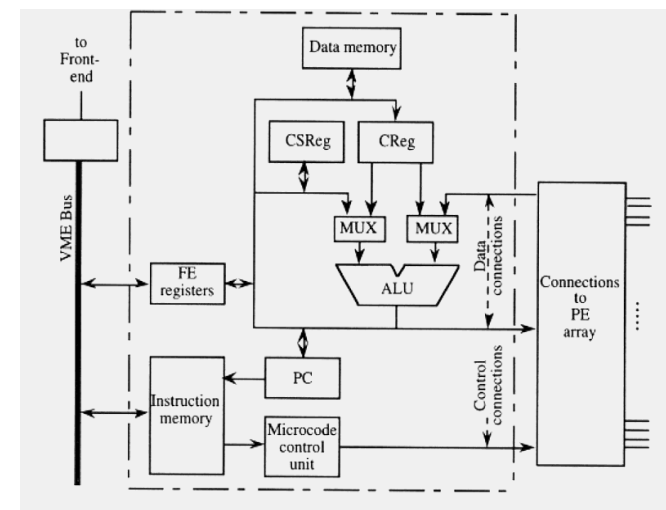 to
Front-
end
Data memory
CSReg
CReg
VME Bus
MUX
MUX
FE
registers
ALU
Data
connections
Connections
to
PE
array
PC
Instruction
memory
Microcode
control
unit
Control
connections